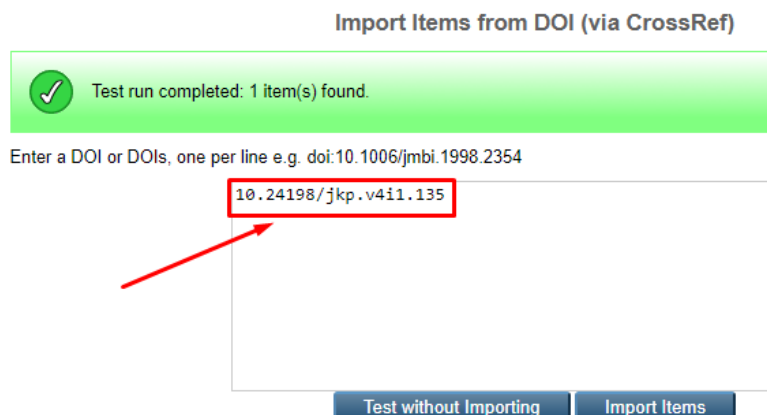 Import Items from DOI (via CrossRef)
Test run completed: 1 item(s) found.
Enter a DOI or DOIs, one per line e.g. doi:10.1006/jmbi.1998.2354
10.24198/jkp.v4i1.135
Test without Importing
Import Items